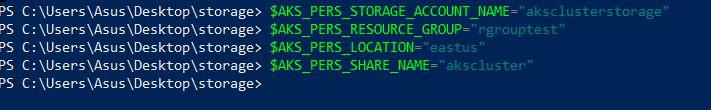 PS C:\Users\Asus\Desktop\storage> $AKS_PERS_STORAGE_ACCOUNT_NAME="aksclusterstorage"
PS C:\Users\Asus\Desktop\storage> $AKS_PERS_RESOURCE_GROUP="rgrouptest"
PS C:\Users\Asus\Desktop\storage> $AKS_PERS_LOCATION="eastus"
PS C:\Users\Asus\Desktop\storage> $AKS_PERS_SHARE_NAME="akscluster"
PS C:\Users\Asus\Desktop\storage>